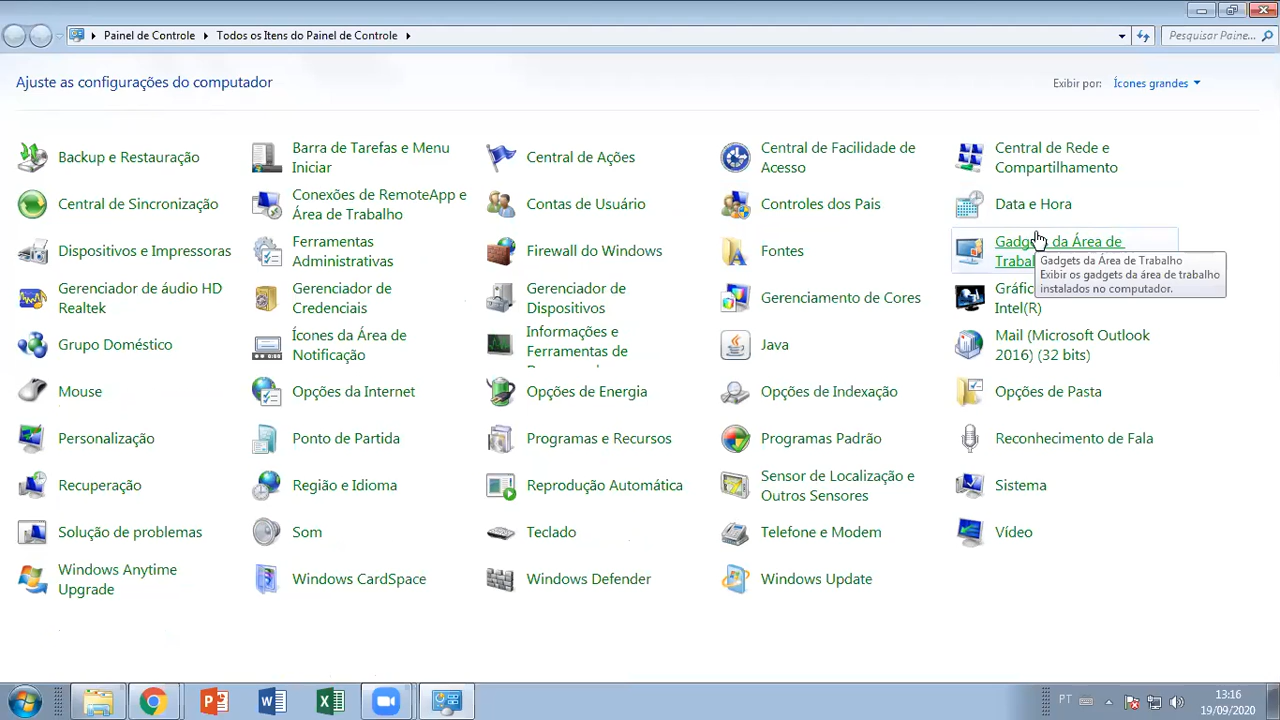 Painel de Controle
Todos os Itens do Painel de Controle
Pesquisar Paine...
Ajuste as configurações do computador
Exibir por:
Ícones grandes
Backup e Restauração
Barra de Tarefas e Menu
Iniciar
Central de Ações
Central de Facilidade de
Acesso
Central de Rede e
Compartilhamento
Central de Sincronização
Conexões de RemoteApp e
Área de Trabalho
Contas de Usuário
Controles dos Pais
Data e Hora
Dispositivos e Impressoras
Ferramentas
Administrativas
Firewall do Windows
Fontes
Gadgets da Área de
Gadgets da Área de Trabalho
Exibir os gadgets da área de trabalho
instalados no computador.
Gerenciador de áudio HD
Realtek
Gerenciador de
Credenciais
Gerenciador de
Dispositivos
Gerenciamento de Cores
Intel(R)
Grupo Doméstico
Ícones da Área de
Notificação
Informações e
Ferramentas de
Java
Mail (Microsoft Outlook
2016) (32 bits)
Mouse
Opções da Internet
Opções de Energia
Opções de Indexação
Opções de Pasta
Personalização
Ponto de Partida
Programas e Recursos
Programas Padrão
Reconhecimento de Fala
Recuperação
Região e Idioma
Reprodução Automática
Sensor de Localização e
Outros Sensores
Sistema
Solução de problemas
Som
Teclado
Telefone e Modem
Vídeo
Windows Anytime
Upgrade
Windows CardSpace
Windows Defender
Windows Update
PT
13:16
19/09/2020